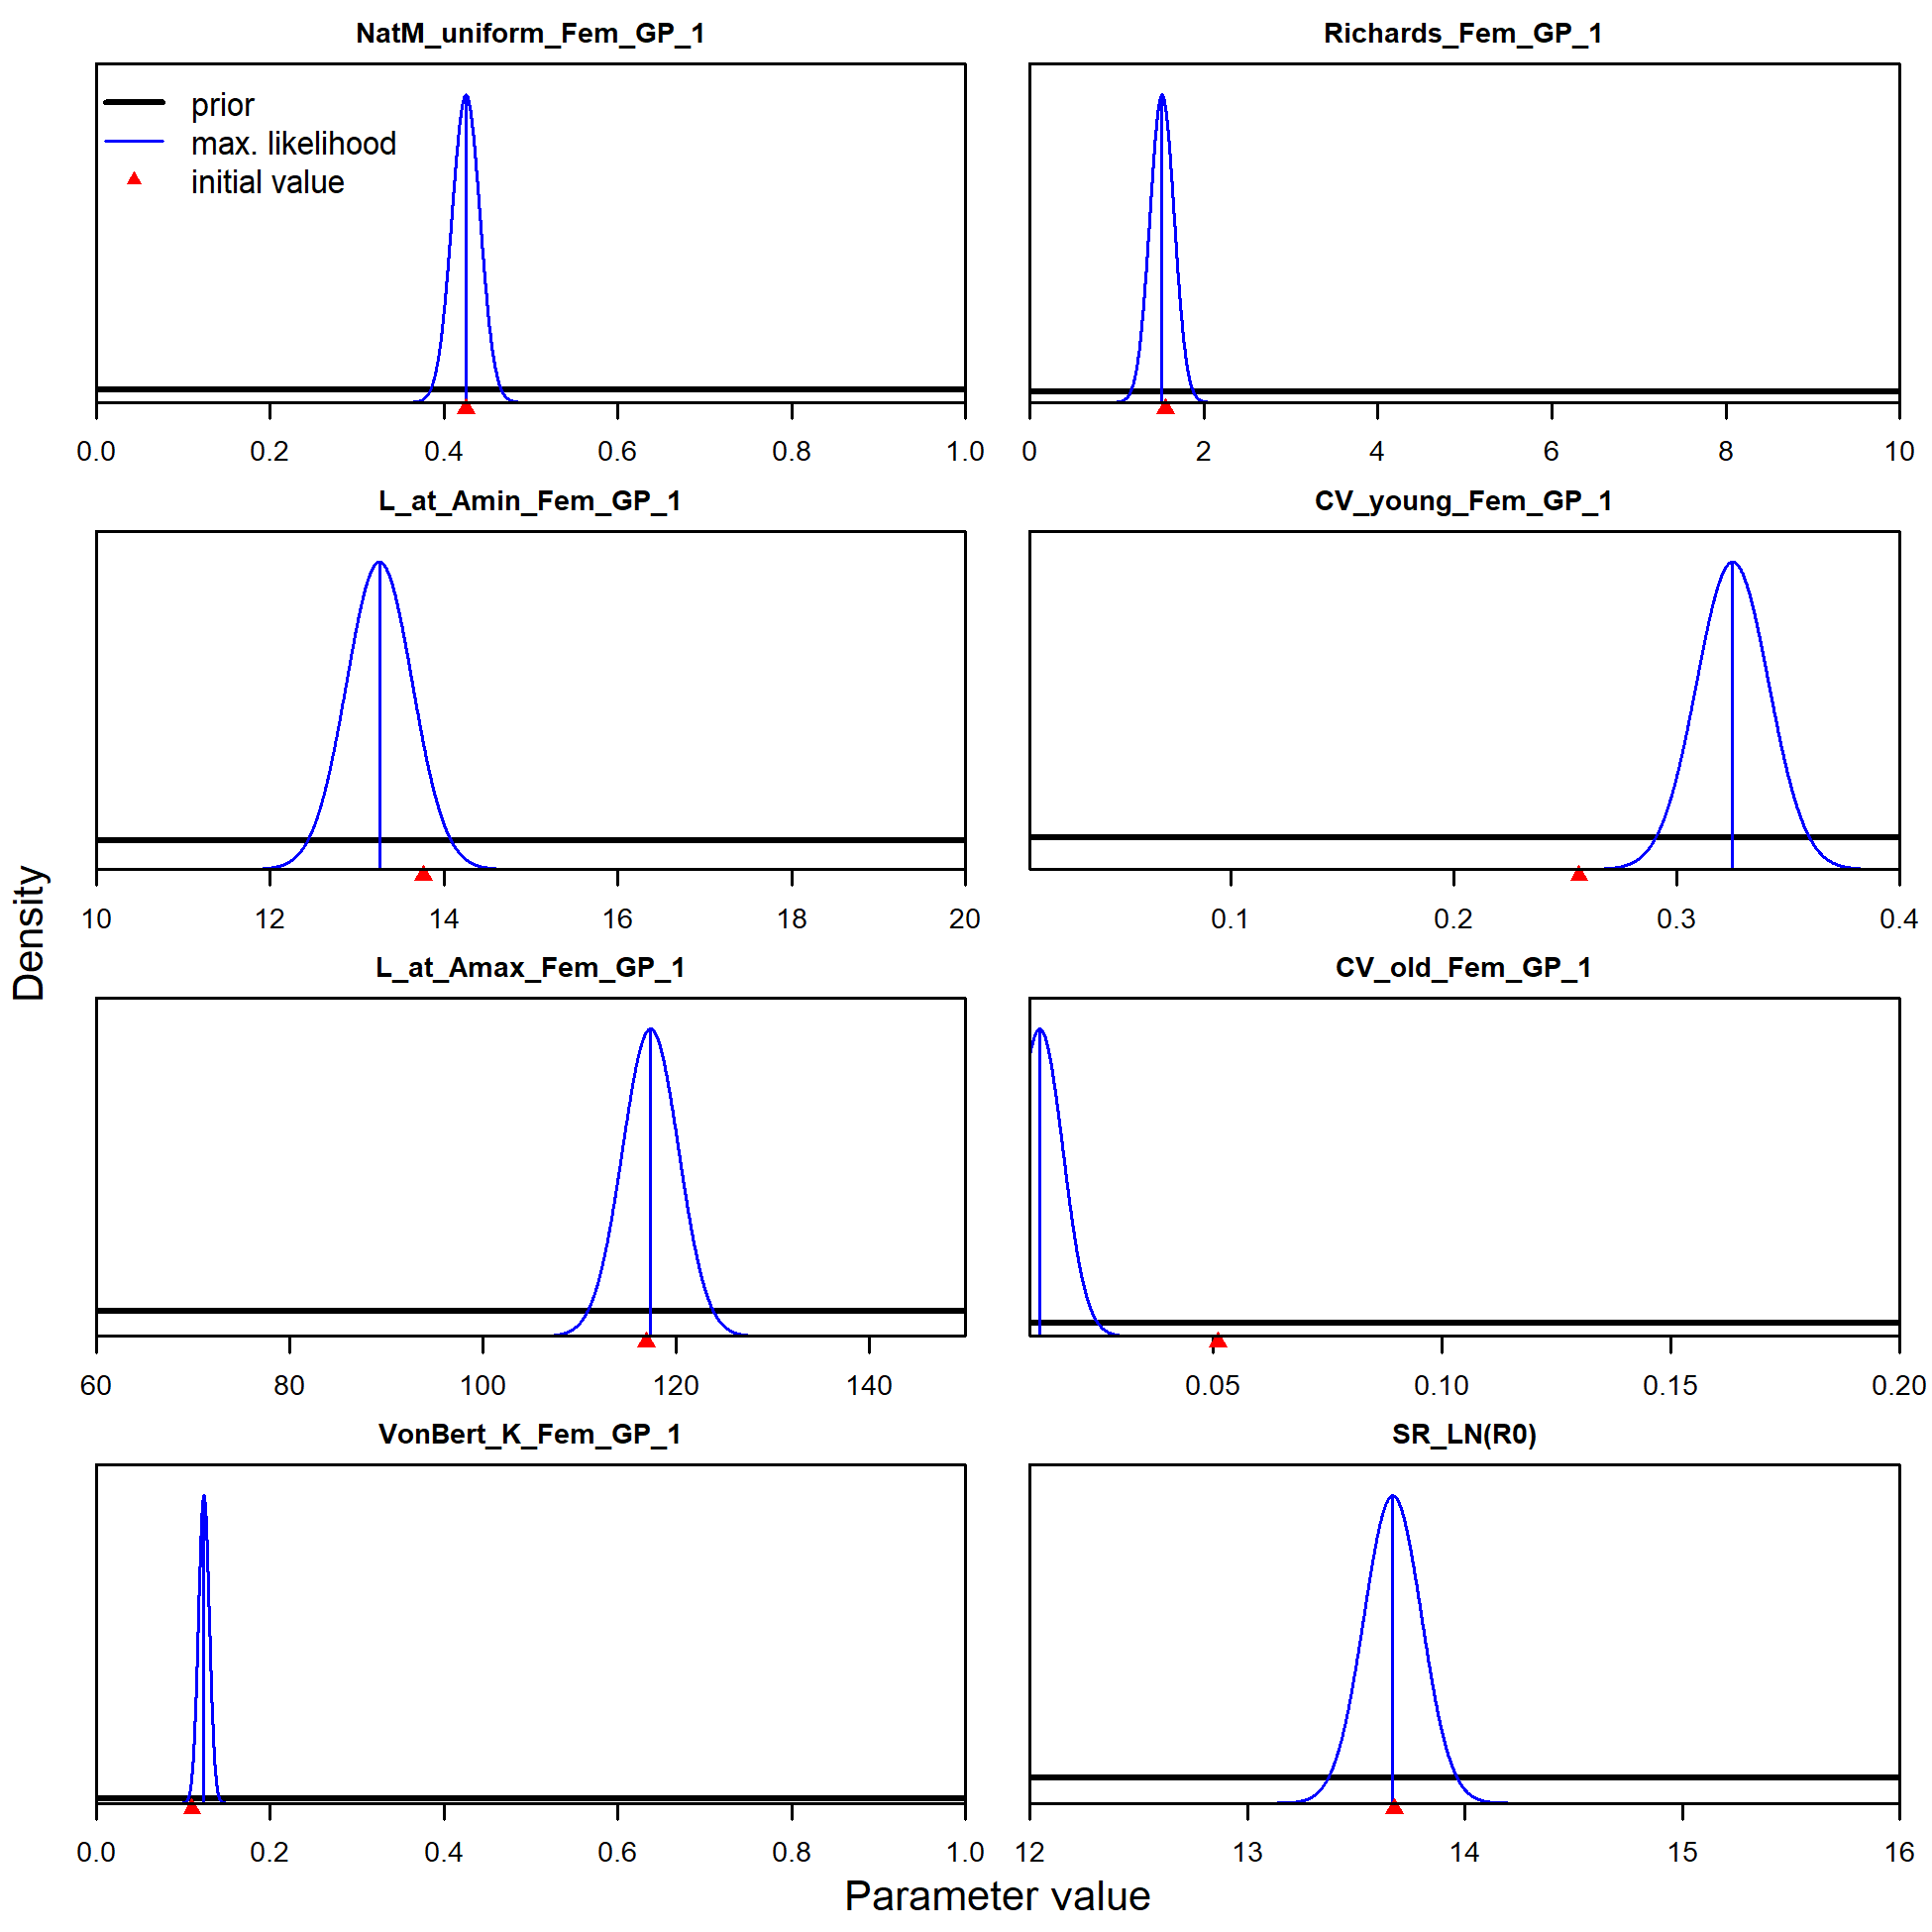 NatM_uniform_Fem_GP_1
prior
max. likelihood
initial value
0.0 0.2 0.4 0.6 0.8 1.0
Richards_Fem_GP_1
0 2 4 6 8 10
L_at_Amin_Fem_GP_1
10 12 14 16 18 20
CV_young_Fem_GP_1
0.1 0.2 0.3 0.4
L_at_Amax_Fem_GP_1
60 80 100 120 140
CV_old_Fem_GP_1
0.05 0.10 0.15 0.20
VonBert_K_Fem_GP_1
0.0 0.2 0.4 0.6 0.8 1.0
SR_LN(R0)
12 13 14 15 16
Density
Parameter value